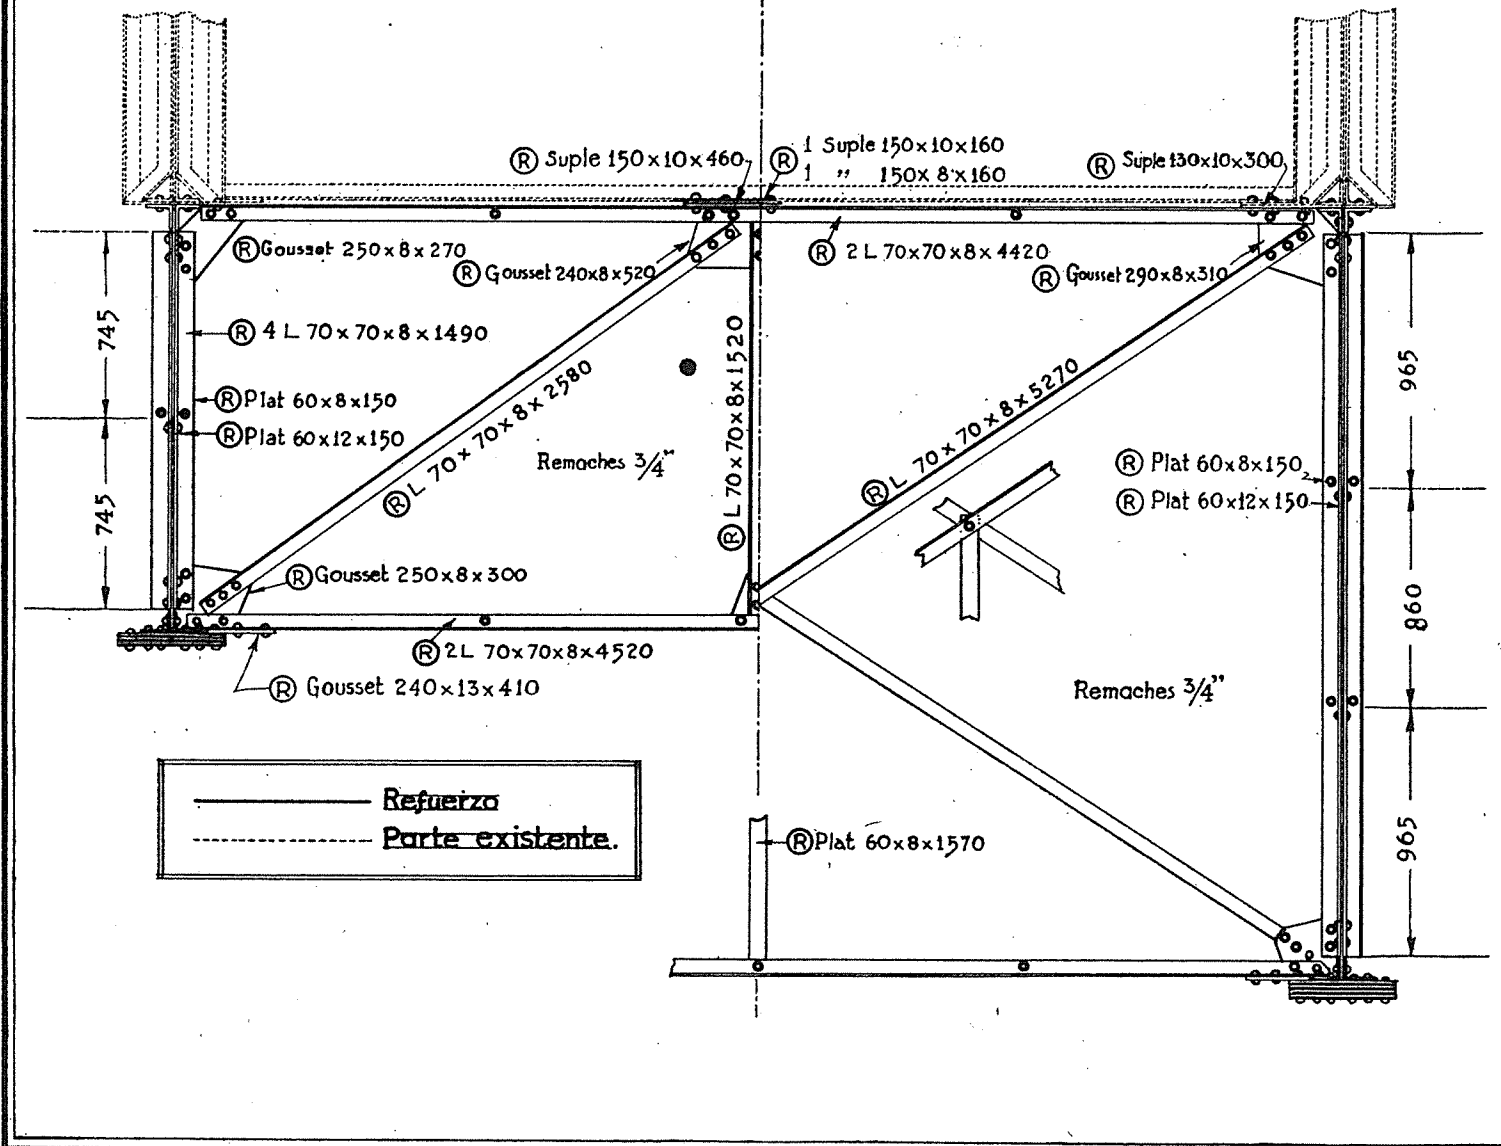 Ⓡ Suple 150×10×460
Ⓡ 1 Suple 150×10×160
1 " 150×8×160
Ⓡ Suple 130×10×300
Ⓡ Gousset 250×8×270
Ⓡ Gousset 240×8×520
Ⓡ 2 L 70×70×8×4420
Ⓡ Gousset 290×8×310
745
Ⓡ 4 L 70×70×8×1490
Ⓡ L 70×70×8×2580
Ⓡ L 70×70×8×1520
Ⓡ L 70×70×8×5270
965
Ⓡ Plat 60×8×150
Ⓡ Plat 60×12×150
Remaches 3/4"
Ⓡ Plat 60×8×150
Ⓡ Plat 60×12×150
745
Ⓡ Gousset 250×8×300
860
Ⓡ 2L 70×70×8×4520
Ⓡ Gousset 240×13×410
Remaches 3/4"
Refuerzo
Parte existente.
Ⓡ Plat 60×8×1570
965